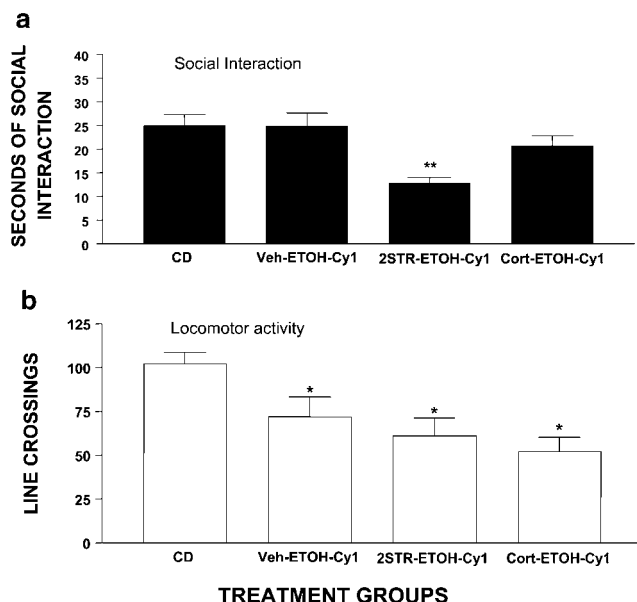 a
Social Interaction
SECONDS OF SOCIAL
INTERACTION
40
35
30
25
20
15
10
5
0
**
CD Veh-ETOH-Cy1 2STR-ETOH-Cy1 Cort-ETOH-Cy1
b
Locomotor activity
LINE CROSSINGS
125
100
75
50
25
0
* * *
CD Veh-ETOH-Cy1 2STR-ETOH-Cy1 Cort-ETOH-Cy1
TREATMENT GROUPS